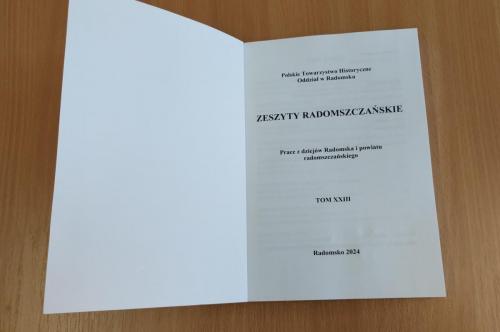 Polskie Towarzystwo Historyczne
Oddział w Radomsku
ZESZYTY RADOMSZCZAŃSKIE
Prace z dziejów Radomska i powiatu
radomszczańskiego
TOM XXIII
Radomsko 2024